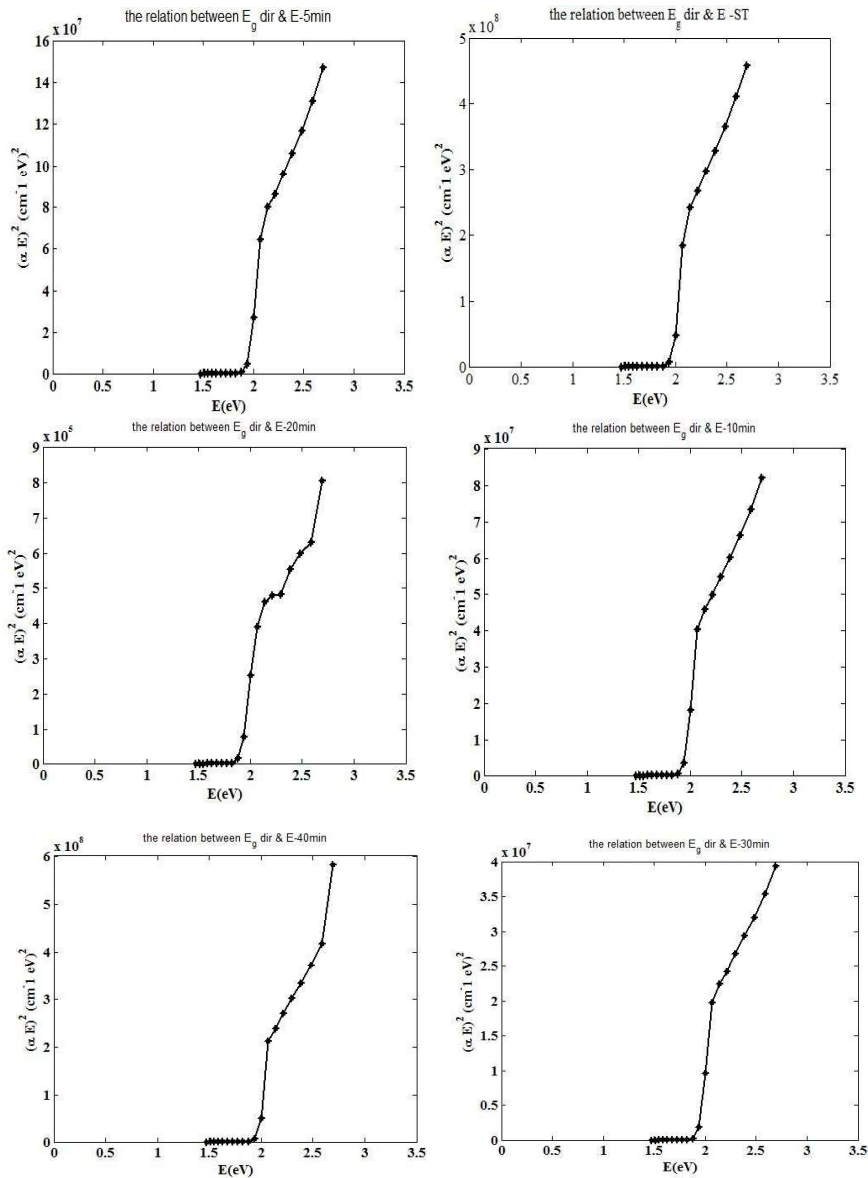 the relation between E_g dir & E-5min
x 10^7
16
14
12
10
8
6
4
2
0
(α E)^2 (cm^-1 eV)^2
0 0.5 1 1.5 2 2.5 3 3.5
E(eV)
the relation between E_g dir & E -ST
x 10^8
5
4
3
2
1
0
(α E)^2 (cm^-1 eV)^2
0 0.5 1 1.5 2 2.5 3 3.5
E(eV)
the relation between E_g dir & E-20min
x 10^5
9
8
7
6
5
4
3
2
1
0
(α E)^2 (cm^-1 eV)^2
0 0.5 1 1.5 2 2.5 3 3.5
E(eV)
the relation between E_g dir & E-10min
x 10^7
9
8
7
6
5
4
3
2
1
0
(α E)^2 (cm^-1 eV)^2
0 0.5 1 1.5 2 2.5 3 3.5
E(eV)
the relation between E_g dir & E-40min
x 10^8
6
5
4
3
2
1
0
(α E)^2 (cm^-1 eV)^2
0 0.5 1 1.5 2 2.5 3 3.5
E(eV)
the relation between E_g dir & E-30min
x 10^7
4
3.5
3
2.5
2
1.5
1
0.5
0
(α E)^2 (cm^-1 eV)^2
0 0.5 1 1.5 2 2.5 3 3.5
E(eV)